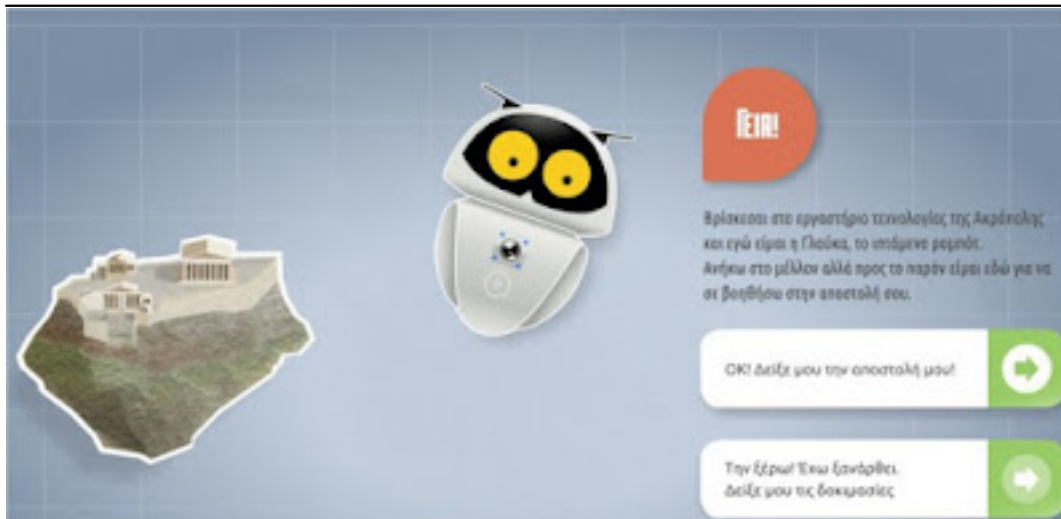 ΓΕΙΑ!
Βρίσκεσαι στο εργαστήριο τεχνολογίας της Ακρόπολης
και εγώ είμαι η Γλαύκα, το ιπτάμενο ρομπότ.
Ανήκω στο μέλλον αλλά προς το παρόν είμαι εδώ για να
σε βοηθήσω στην αποστολή σου.
ΟΚ! Δείξε μου την αποστολή μου!
Την ξέρω! Έχω ξανάρθει.
Δείξε μου τις δοκιμασίες